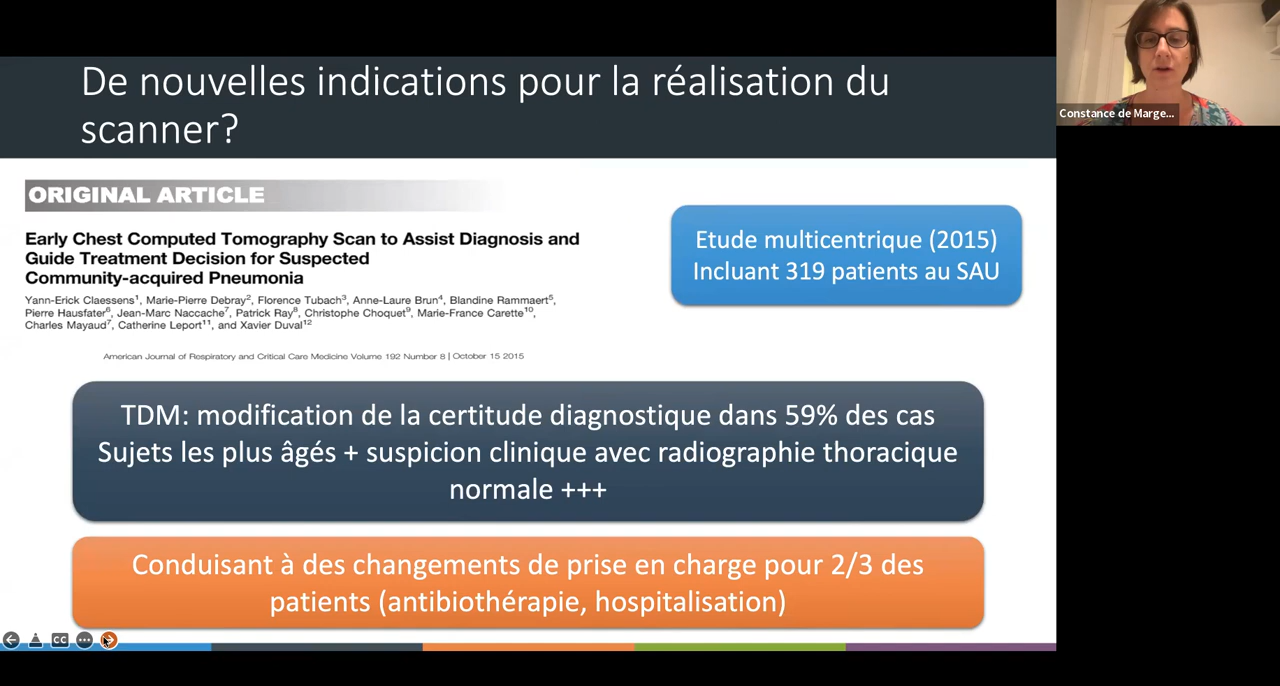 De nouvelles indications pour la réalisation du
scanner?
Constance de Marge...
ORIGINAL ARTICLE
Early Chest Computed Tomography Scan to Assist Diagnosis and
Guide Treatment Decision for Suspected
Community-acquired Pneumonia
Yann-Erick Claessens1, Marie-Pierre Debray2, Florence Tubach3, Anne-Laure Brun4, Blandine Rammaert5,
Pierre Hausfater6, Jean-Marc Naccache7, Patrick Ray8, Christophe Choquet9, Marie-France Carette10,
Charles Mayaud7, Catherine Leport11, and Xavier Duval12
American Journal of Respiratory and Critical Care Medicine Volume 192 Number 8 | October 15 2015
Etude multicentrique (2015)
Incluant 319 patients au SAU
TDM: modification de la certitude diagnostique dans 59% des cas
Sujets les plus âgés + suspicion clinique avec radiographie thoracique
normale +++
Conduisant à des changements de prise en charge pour 2/3 des
patients (antibiothérapie, hospitalisation)
CC